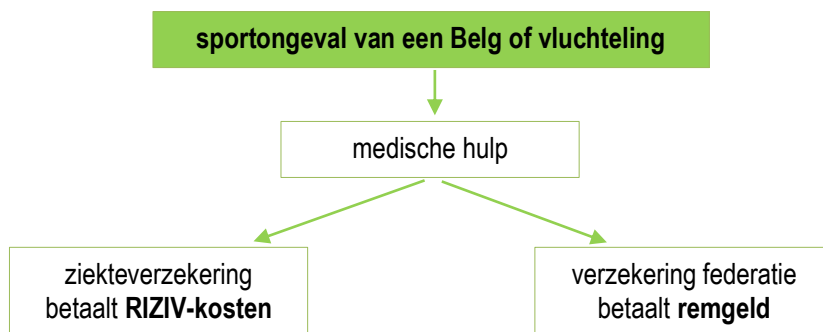 sportongeval van een Belg of vluchteling
medische hulp
ziekteverzekering
betaalt RIZIV-kosten
verzekering federatie
betaalt remgeld